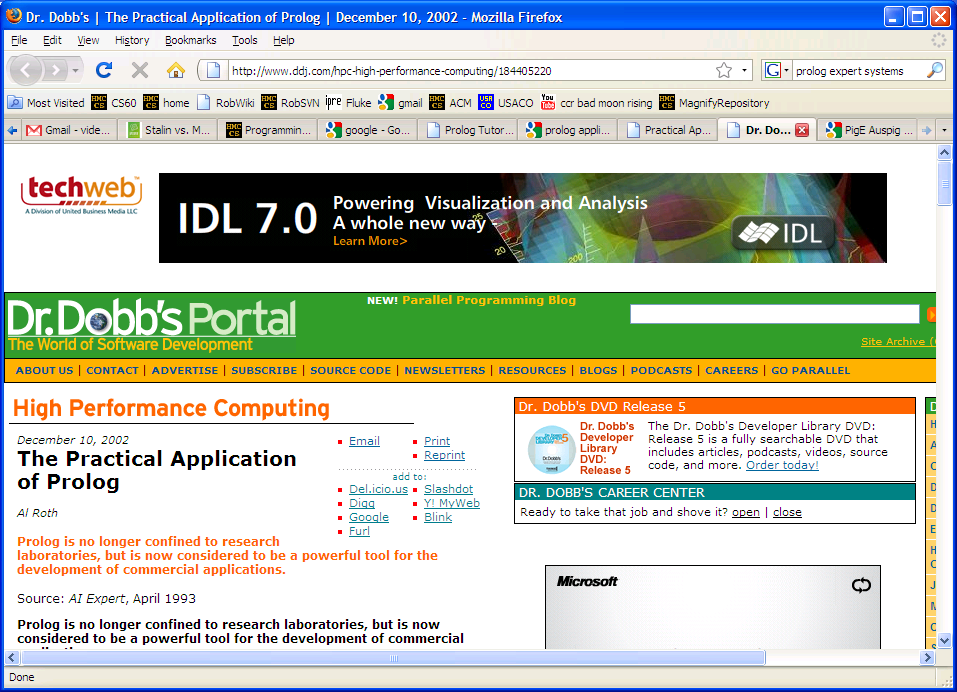 Dr. Dobb's | The Practical Application of Prolog | December 10, 2002 - Mozilla Firefox
File Edit View History Bookmarks Tools Help
http://www.ddj.com/hpc-high-performance-computing/184405220
prolog expert systems
Most Visited CS60 home RobWiki RobSVN Fluke gmail ACM USACO ccr bad moon rising MagnifyRepository
Gmail - vide... Stalin vs. M... Programmin... google - Go... Prolog Tutor... prolog appli... Practical Ap... Dr. Do... PigE Auspig ...
techweb™
A Division of United Business Media LLC
IDL 7.0
Powering Visualization and Analysis
A whole new way -
Learn More>
IDL
25
20
200
Dr.Dobb's Portal
The World of Software Development
NEW! Parallel Programming Blog
Site Archive (
ABOUT US | CONTACT | ADVERTISE | SUBSCRIBE | SOURCE CODE | NEWSLETTERS | RESOURCES | BLOGS | PODCASTS | CAREERS | GO PARALLEL
High Performance Computing
December 10, 2002
The Practical Application
of Prolog
Al Roth
Email
Print
Reprint
add to:
Del.icio.us
Slashdot
Digg
Y! MyWeb
Google
Blink
Furl
Prolog is no longer confined to research
laboratories, but is now considered to be a powerful tool for the
development of commercial applications.
Source: AI Expert, April 1993
Prolog is no longer confined to research laboratories, but is now
considered to be a powerful tool for the development of commercial
Dr. Dobb's DVD Release 5
Dr. Dobb's
Developer
Library
DVD:
Release 5
The Dr. Dobb's Developer Library DVD:
Release 5 is a fully searchable DVD that
includes articles, podcasts, videos, source
code, and more. Order today!
DR. DOBB'S CAREER CENTER
Ready to take that job and shove it? open | close
Microsoft
Done